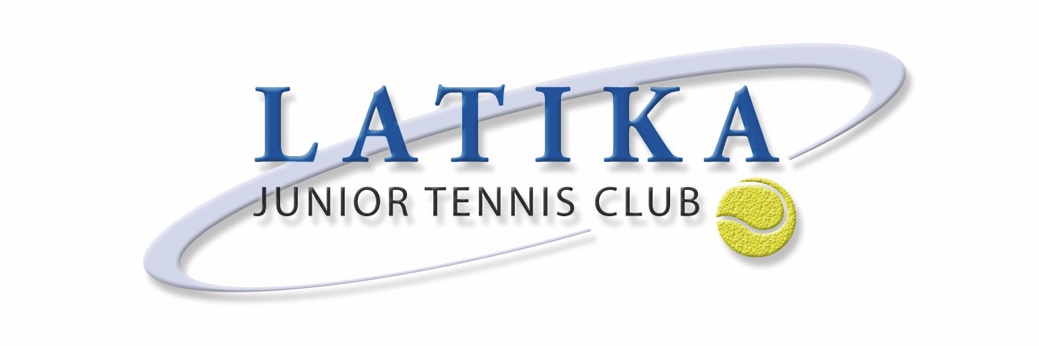 LATIKA
JUNIOR TENNIS CLUB